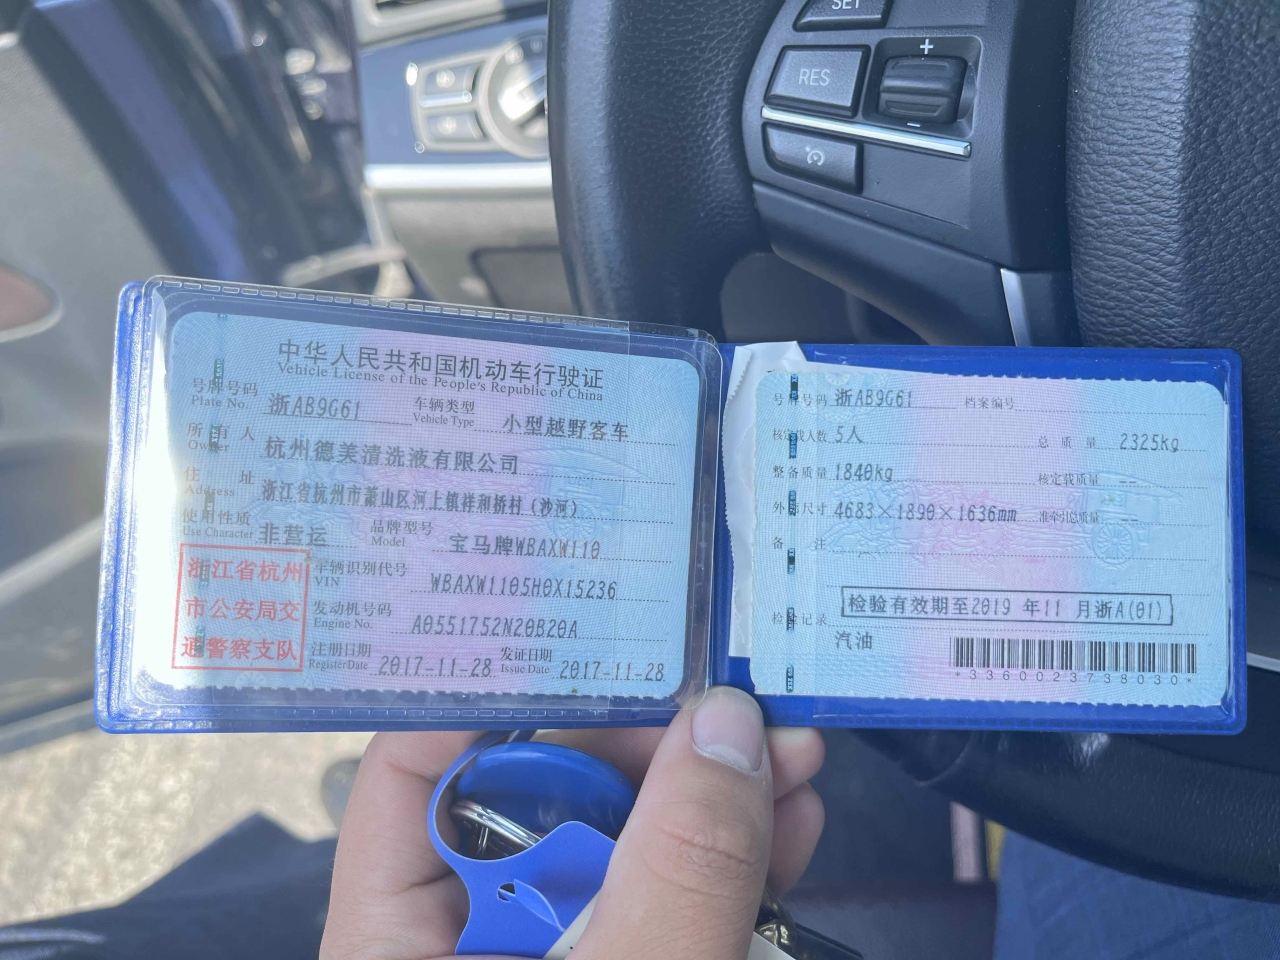 SET
RES
+
−
中华人民共和国机动车行驶证
Vehicle License of the People's Republic of China
号牌号码 浙AB9G61 车辆类型 小型越野客车
Plate No. Vehicle Type
所有人 杭州德美清洗液有限公司
Owner
住址 浙江省杭州市萧山区河上镇祥和桥村（沙河）
Address
使用性质 非营运 品牌型号 宝马牌WBAXW110
Use Character Model
浙江省杭州
市公安局交
通警察支队
车辆识别代号 WBAXW1105H0X15236
VIN
发动机号码 A0551752N20B20A
Engine No.
注册日期 2017-11-28 发证日期 2017-11-28
Register Date Issue Date
号牌号码 浙AB9G61 档案编号
核定载人数 5人 总质量 2325kg
整备质量 1840kg 核定载质量 --
外廓尺寸 4683×1890×1636mm 准牵引总质量 --
备注
检验记录 检验有效期至2019 年11 月浙A(01)
汽油
*3360023738030*